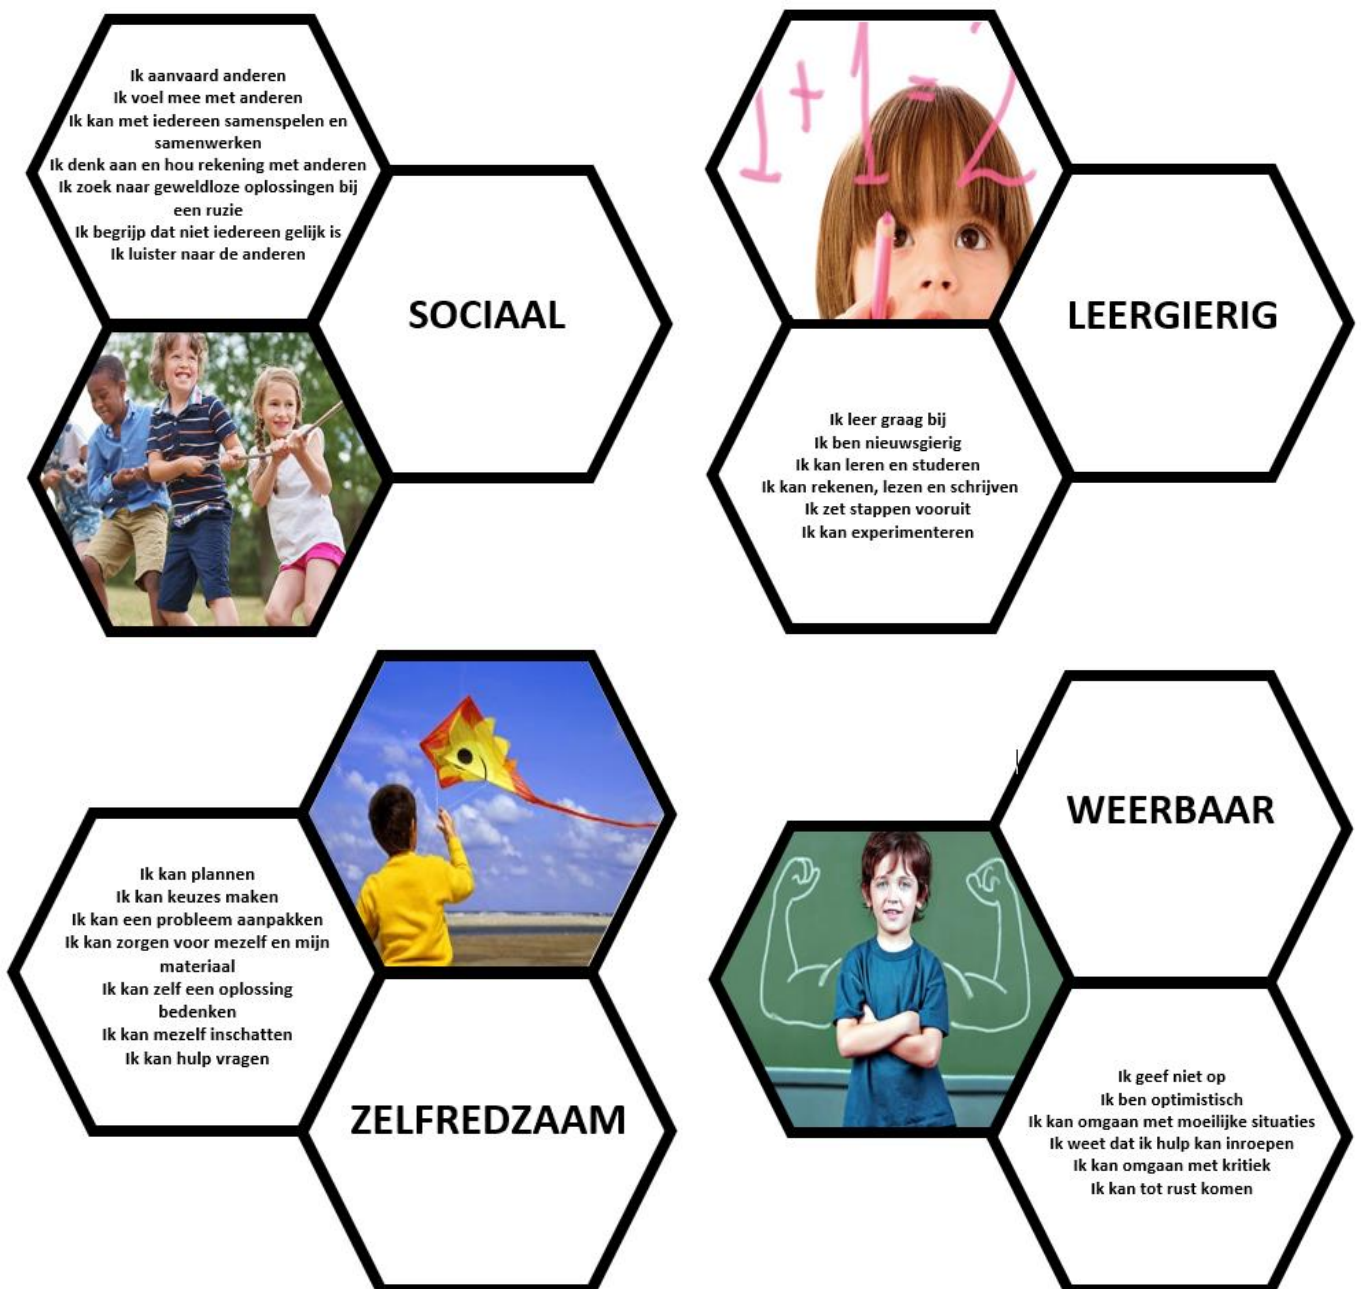 Ik aanvaard anderen
Ik voel mee met anderen
Ik kan met iedereen samenspelen en
samenwerken
Ik denk aan en hou rekening met anderen
Ik zoek naar geweldloze oplossingen bij
een ruzie
Ik begrijp dat niet iedereen gelijk is
Ik luister naar de anderen
SOCIAAL
1+1=2
LEERGIERIG
Ik leer graag bij
Ik ben nieuwsgierig
Ik kan leren en studeren
Ik kan rekenen, lezen en schrijven
Ik zet stappen vooruit
Ik kan experimenteren
Ik kan plannen
Ik kan keuzes maken
Ik kan een probleem aanpakken
Ik kan zorgen voor mezelf en mijn
materiaal
Ik kan zelf een oplossing
bedenken
Ik kan mezelf inschatten
Ik kan hulp vragen
ZELFREDZAAM
WEERBAAR
Ik geef niet op
Ik ben optimistisch
Ik kan omgaan met moeilijke situaties
Ik weet dat ik hulp kan inroepen
Ik kan omgaan met kritiek
Ik kan tot rust komen